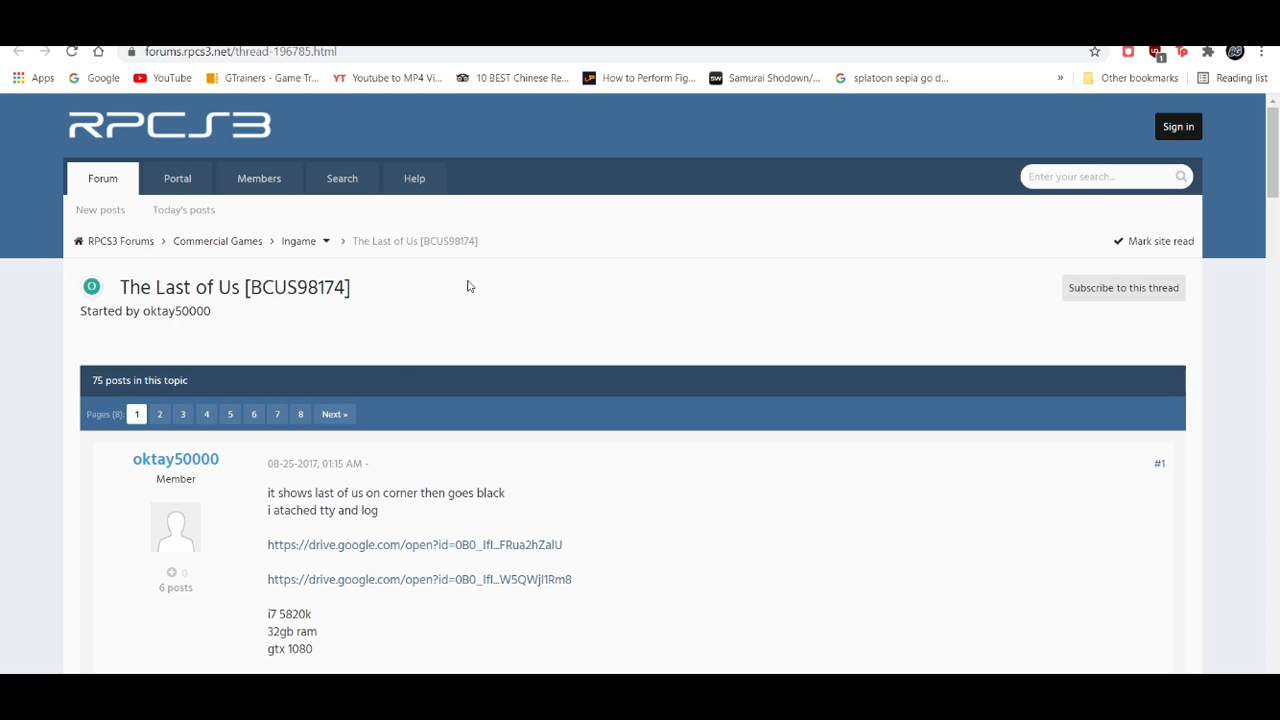 forums.rpcs3.net/thread-196785.html
Apps Google YouTube GTrainers - Game Tr... Youtube to MP4 Vi... 10 BEST Chinese Re... How to Perform Fig... Samurai Shodown/... splatoon sepia go d... » Other bookmarks Reading list
RPCS3
Sign in
Forum Portal Members Search Help Enter your search...
New posts Today's posts
RPCS3 Forums > Commercial Games > Ingame > The Last of Us [BCUS98174] Mark site read
O The Last of Us [BCUS98174] Subscribe to this thread
Started by oktay50000
75 posts in this topic
Pages (8): 1 2 3 4 5 6 7 8 Next »
oktay50000 08-25-2017, 01:15 AM - #1
Member
it shows last of us on corner then goes black
i atached tty and log
https://drive.google.com/open?id=0B0_lfI...FRua2hZalU
https://drive.google.com/open?id=0B0_lfI...W5QWjI1Rm8
0
6 posts
i7 5820k
32gb ram
gtx 1080